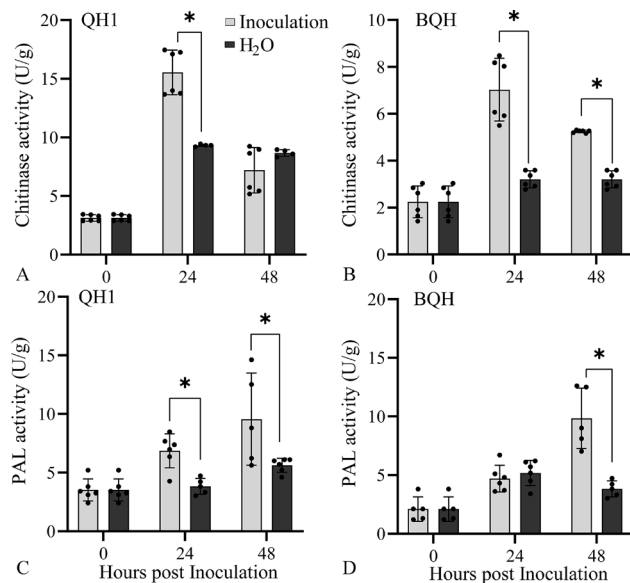 QH1
Inoculation
H₂O
Chitinase activity (U/g)
20
15
10
5
0
*
0
24
48
A
BQH
Chitinase activity (U/g)
10
8
6
4
2
0
*
*
0
24
48
B
QH1
PAL activity (U/g)
20
15
10
5
0
*
*
0
24
48
C
Hours post Inoculation
BQH
PAL activity (U/g)
20
15
10
5
0
*
0
24
48
D
Hours post Inoculation